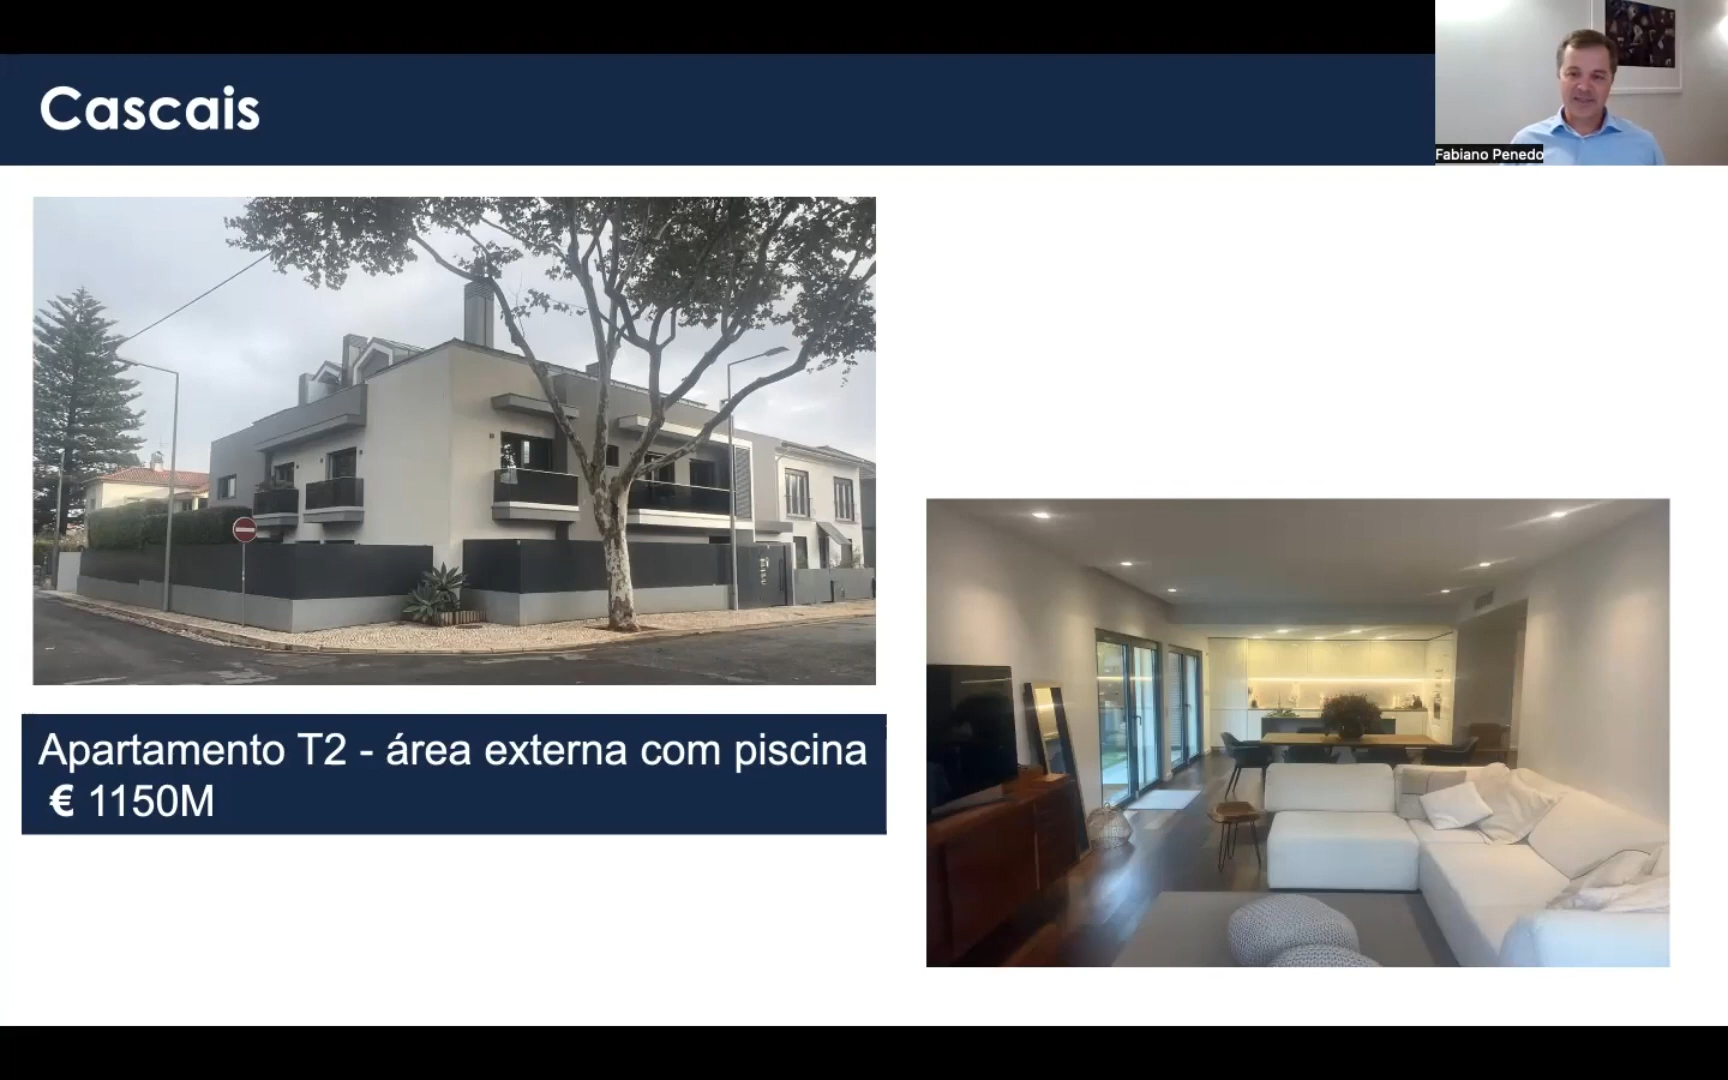 Cascais
Fabiano Penedo
Apartamento T2 - área externa com piscina
€ 1150M